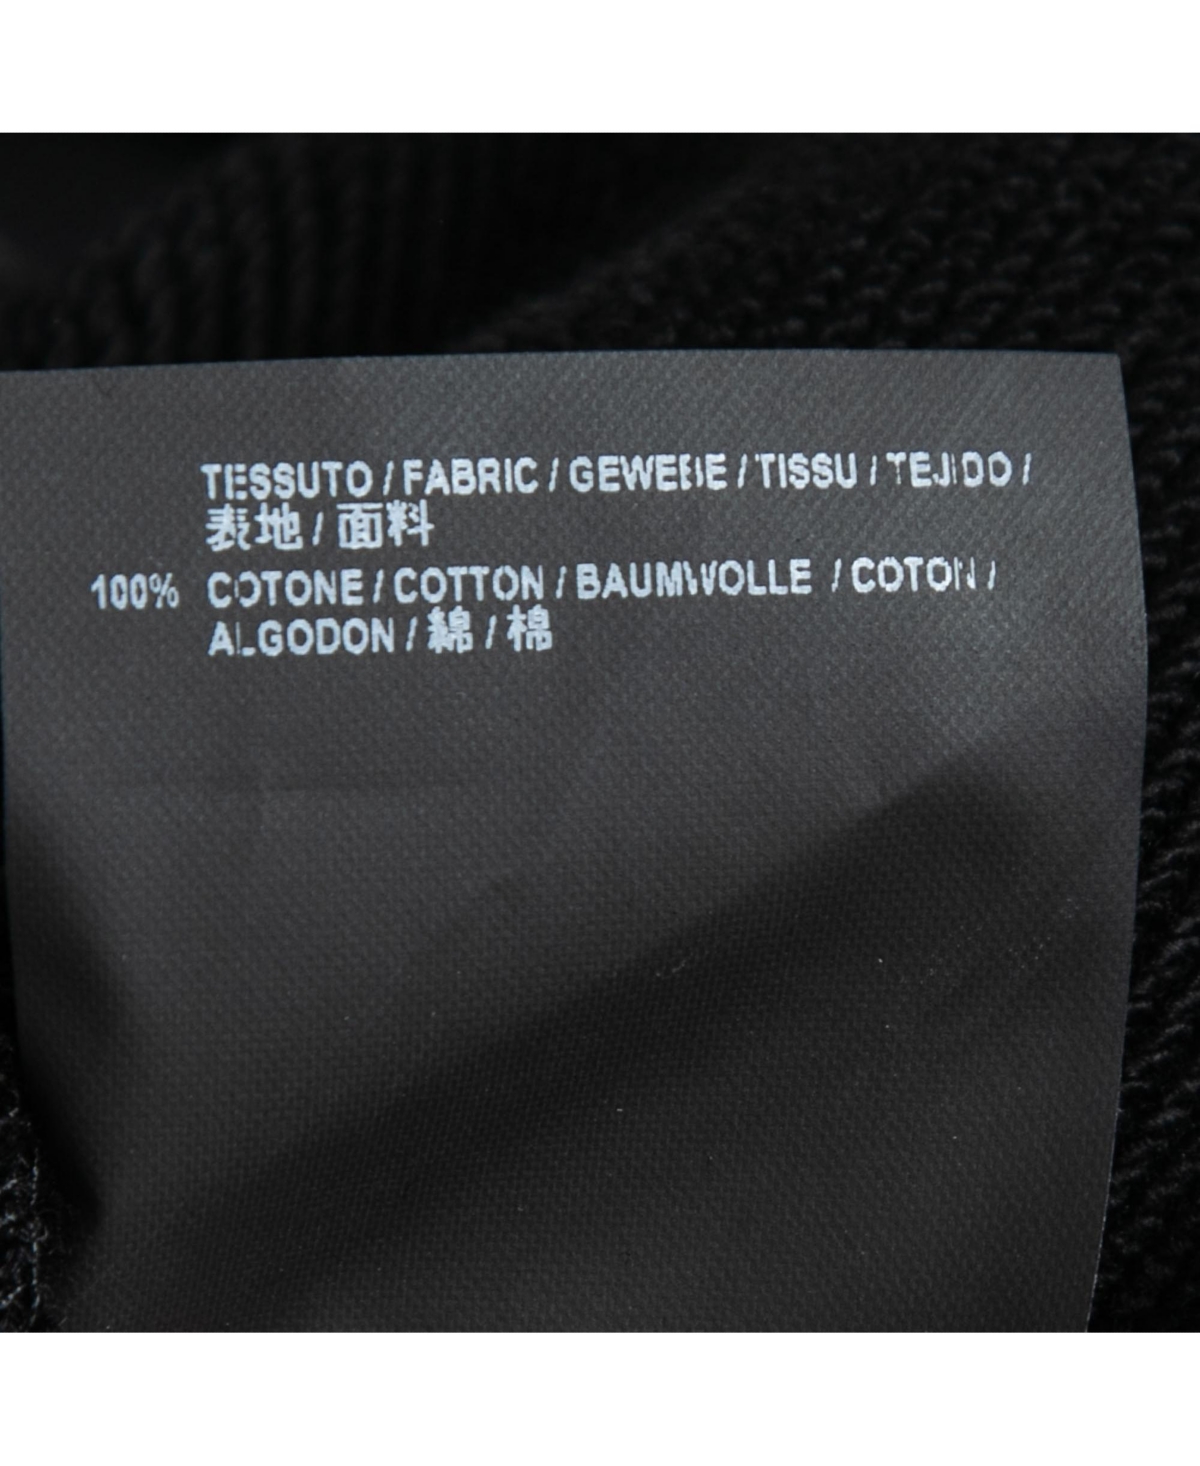 TESSUTO / FABRIC / GEWEBE / TISSU / TEJIDO /
表地 / 面料
100% COTONE / COTTON / BAUMWOLLE / COTON /
ALGODON / 綿 / 棉